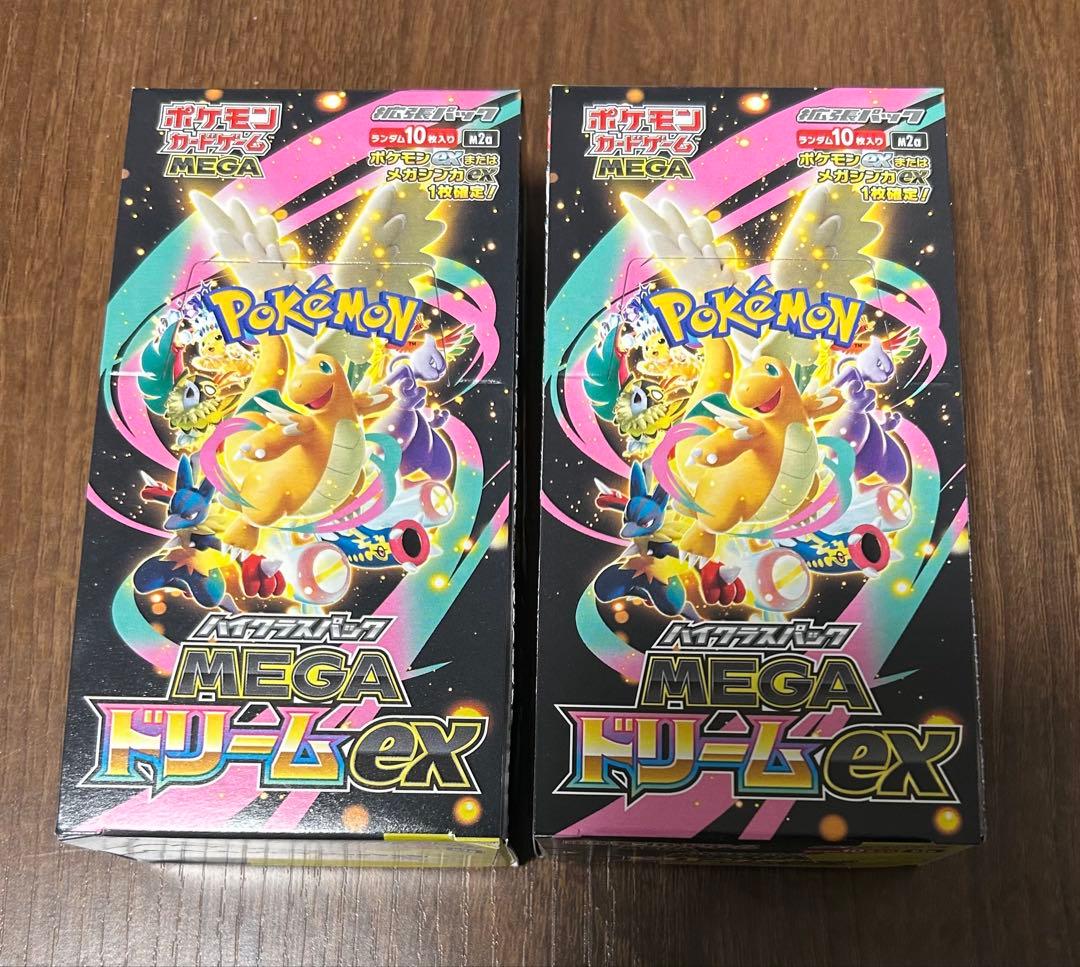 ポケモン
カードゲーム
MEGA
拡張パック
ランダム10枚入り M2a
ポケモンexまたは
メガシンカex
1枚確定!
POKéMON
™
ハイクラスパック
MEGA
ドリームex
ポケモン
カードゲーム
MEGA
拡張パック
ランダム10枚入り M2a
ポケモンexまたは
メガシンカex
1枚確定!
POKéMON
ハイクラスパック
MEGA
ドリームex